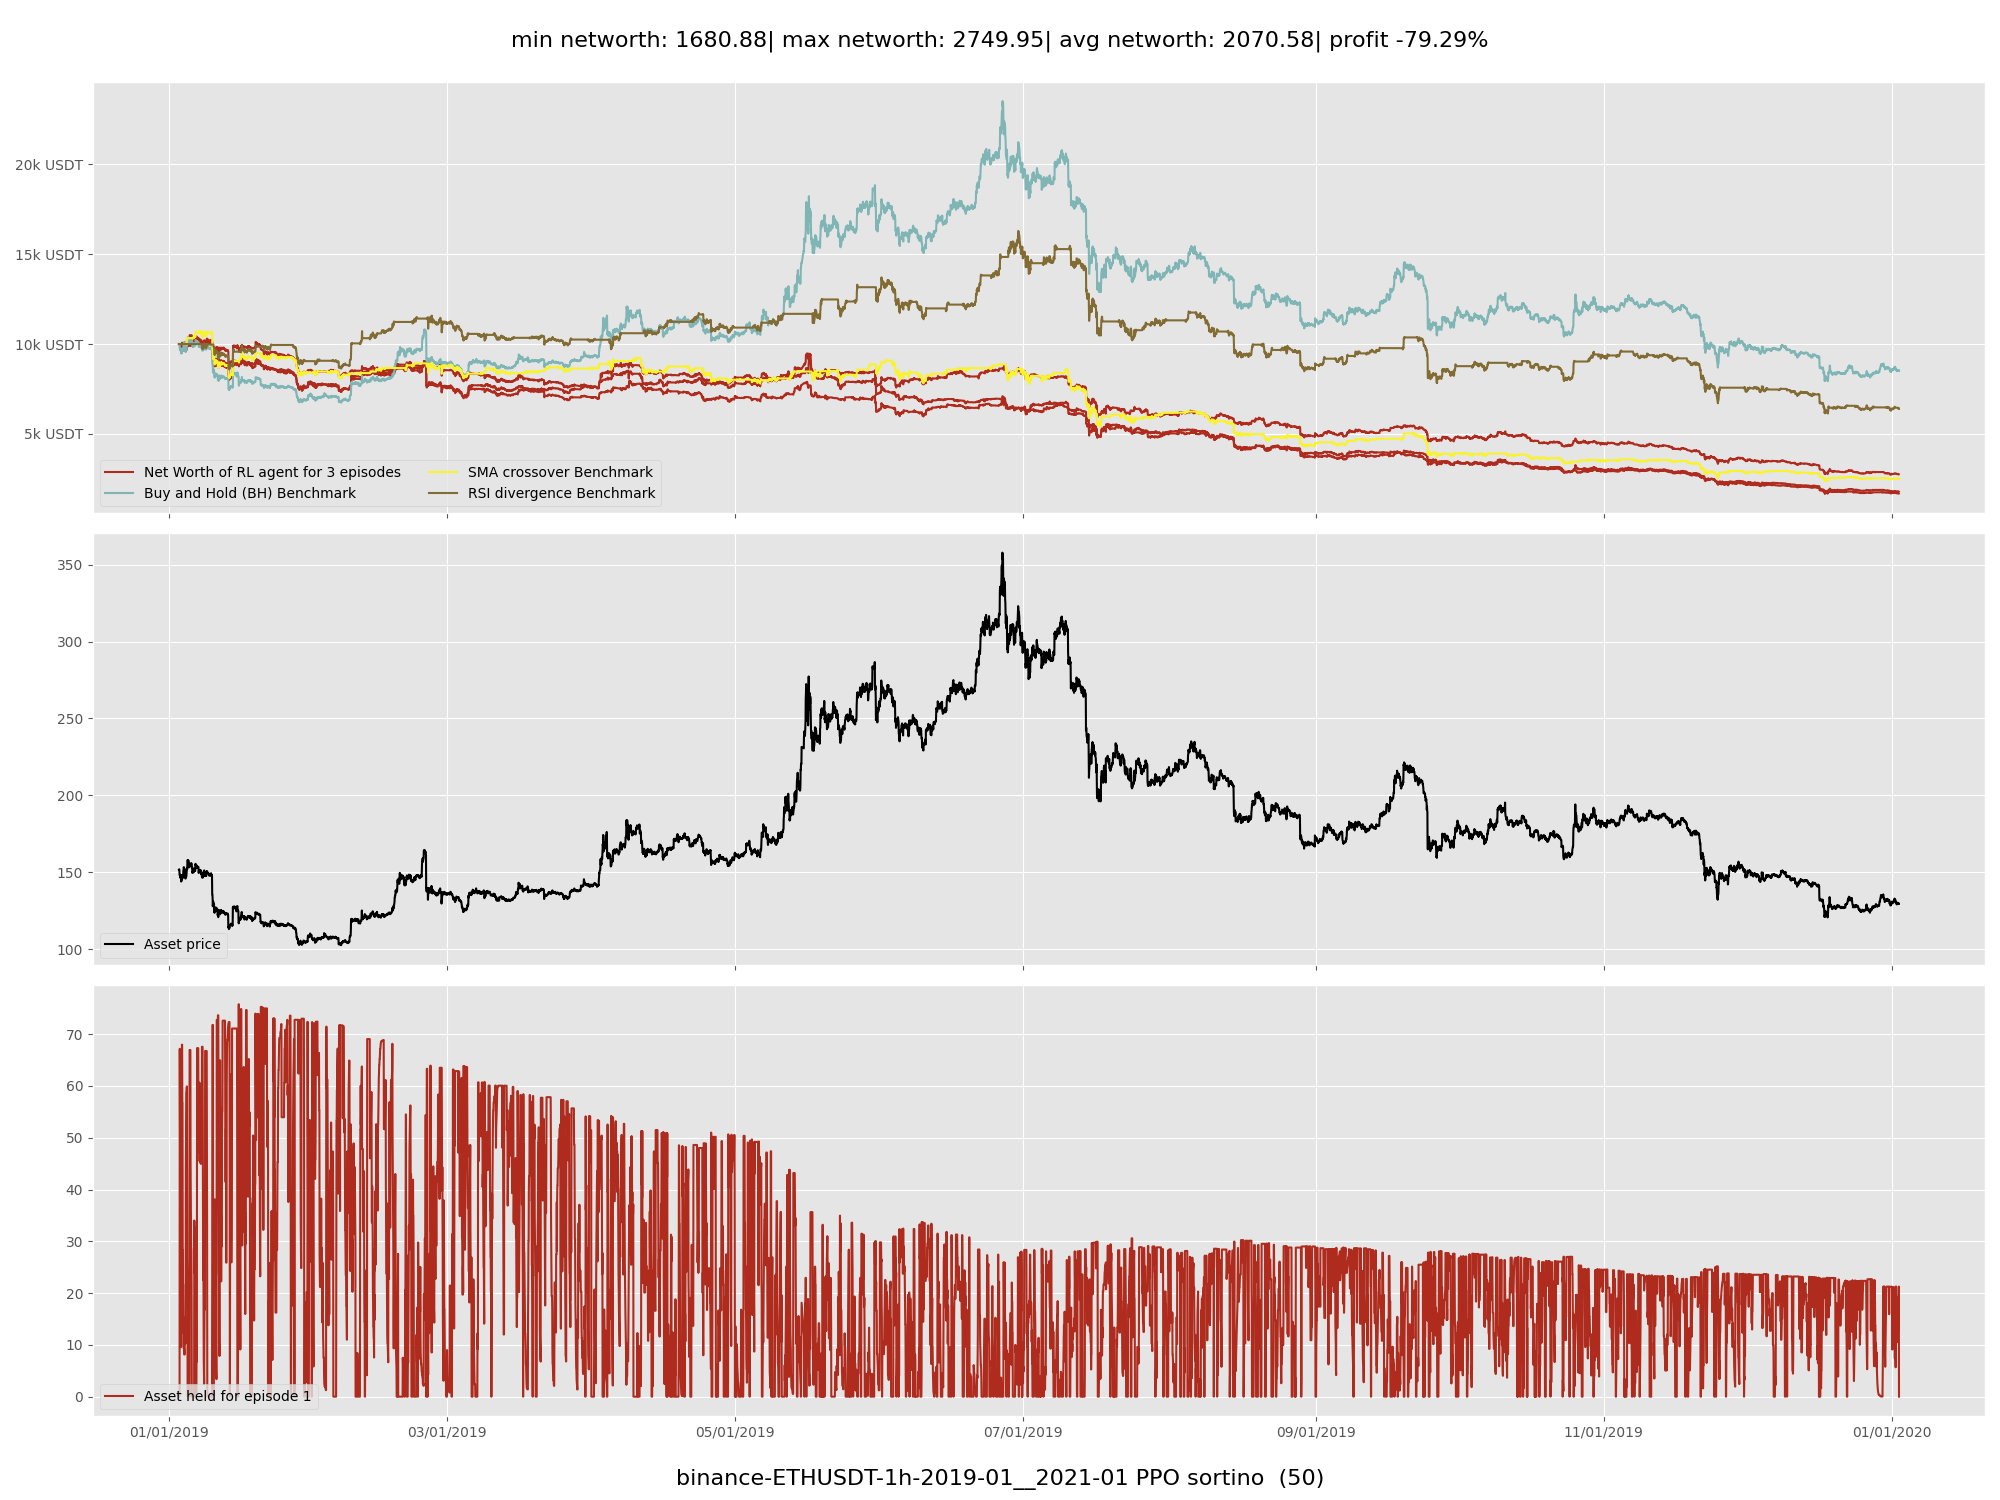 min networth: 1680.88| max networth: 2749.95| avg networth: 2070.58| profit -79.29%
20k USDT
15k USDT
10k USDT
5k USDT
Net Worth of RL agent for 3 episodes
Buy and Hold (BH) Benchmark
SMA crossover Benchmark
RSI divergence Benchmark
350
300
250
200
150
100
Asset price
70
60
50
40
30
20
10
0
Asset held for episode 1
01/01/2019
03/01/2019
05/01/2019
07/01/2019
09/01/2019
11/01/2019
01/01/2020
binance-ETHUSDT-1h-2019-01__2021-01 PPO sortino  (50)